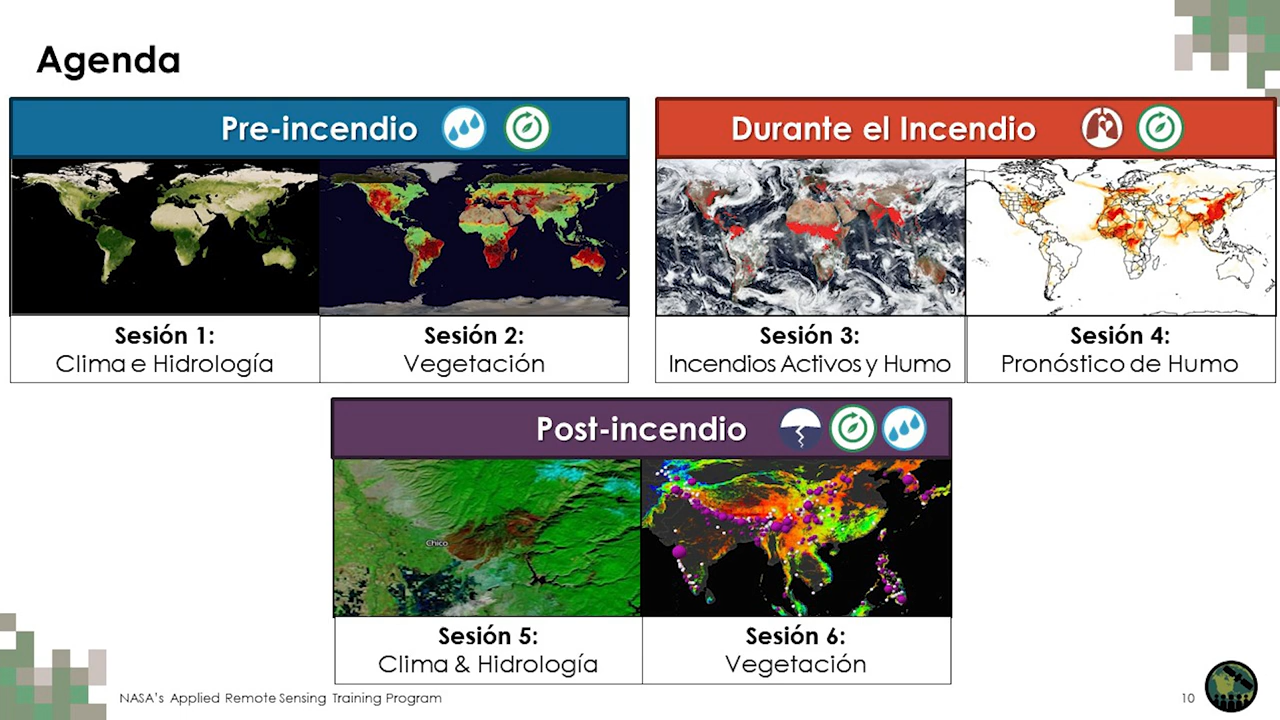 Agenda
Pre-incendio
Sesión 1:
Clima e Hidrología
Sesión 2:
Vegetación
Durante el Incendio
Sesión 3:
Incendios Activos y Humo
Sesión 4:
Pronóstico de Humo
Post-incendio
Chico
Sesión 5:
Clima & Hidrología
Sesión 6:
Vegetación
NASA's Applied Remote Sensing Training Program
10